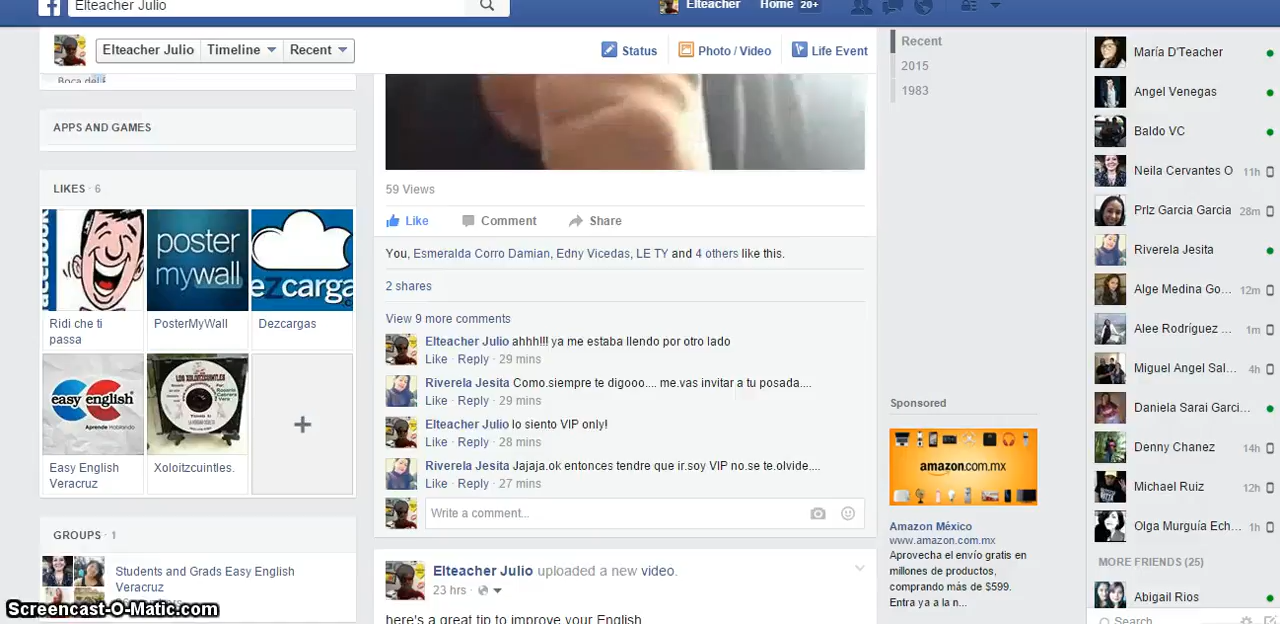 Elteacher Julio
Elteacher
Home 20+
Elteacher Julio
Timeline
Recent
Status
Photo / Video
Life Event
APPS AND GAMES
LIKES · 6
facebook
poster
mywall
ezcarga
Ridi che ti
passa
PosterMyWall
Dezcargas
easy english
Aprende Hablando
Easy English
Veracruz
Xoloitzcuintles.
GROUPS · 1
Students and Grads Easy English
Veracruz
Screencast-O-Matic.com
59 Views
Like
Comment
Share
You, Esmeralda Corro Damian, Edny Vicedas, LE TY and 4 others like this.
2 shares
View 9 more comments
Elteacher Julio ahhh!!! ya me estaba llendo por otro lado
Like · Reply · 29 mins
Riverela Jesita Como.siempre te digooo.... me.vas invitar a tu posada....
Like · Reply · 29 mins
Elteacher Julio lo siento VIP only!
Like · Reply · 28 mins
Riverela Jesita Jajaja.ok entonces tendre que ir.soy VIP no.se te.olvide....
Like · Reply · 27 mins
Write a comment...
Elteacher Julio uploaded a new video.
23 hrs ·
here's a great tip to improve your English
Recent
2015
1983
Sponsored
amazon.com.mx
Amazon México
www.amazon.com.mx
Aprovecha el envío gratis en
millones de productos,
comprando más de $599.
Entra ya a la n...
María D'Teacher
Angel Venegas
Baldo VC
Neila Cervantes O 11h
Prlz Garcia Garcia 28m
Riverela Jesita
Alge Medina Go... 12m
Alee Rodríguez ... 1m
Miguel Angel Sal... 4h
Daniela Sarai Garci...
Denny Chanez 14h
Michael Ruiz 12h
Olga Murguía Ech... 1h
MORE FRIENDS (25)
Abigail Rios
Search